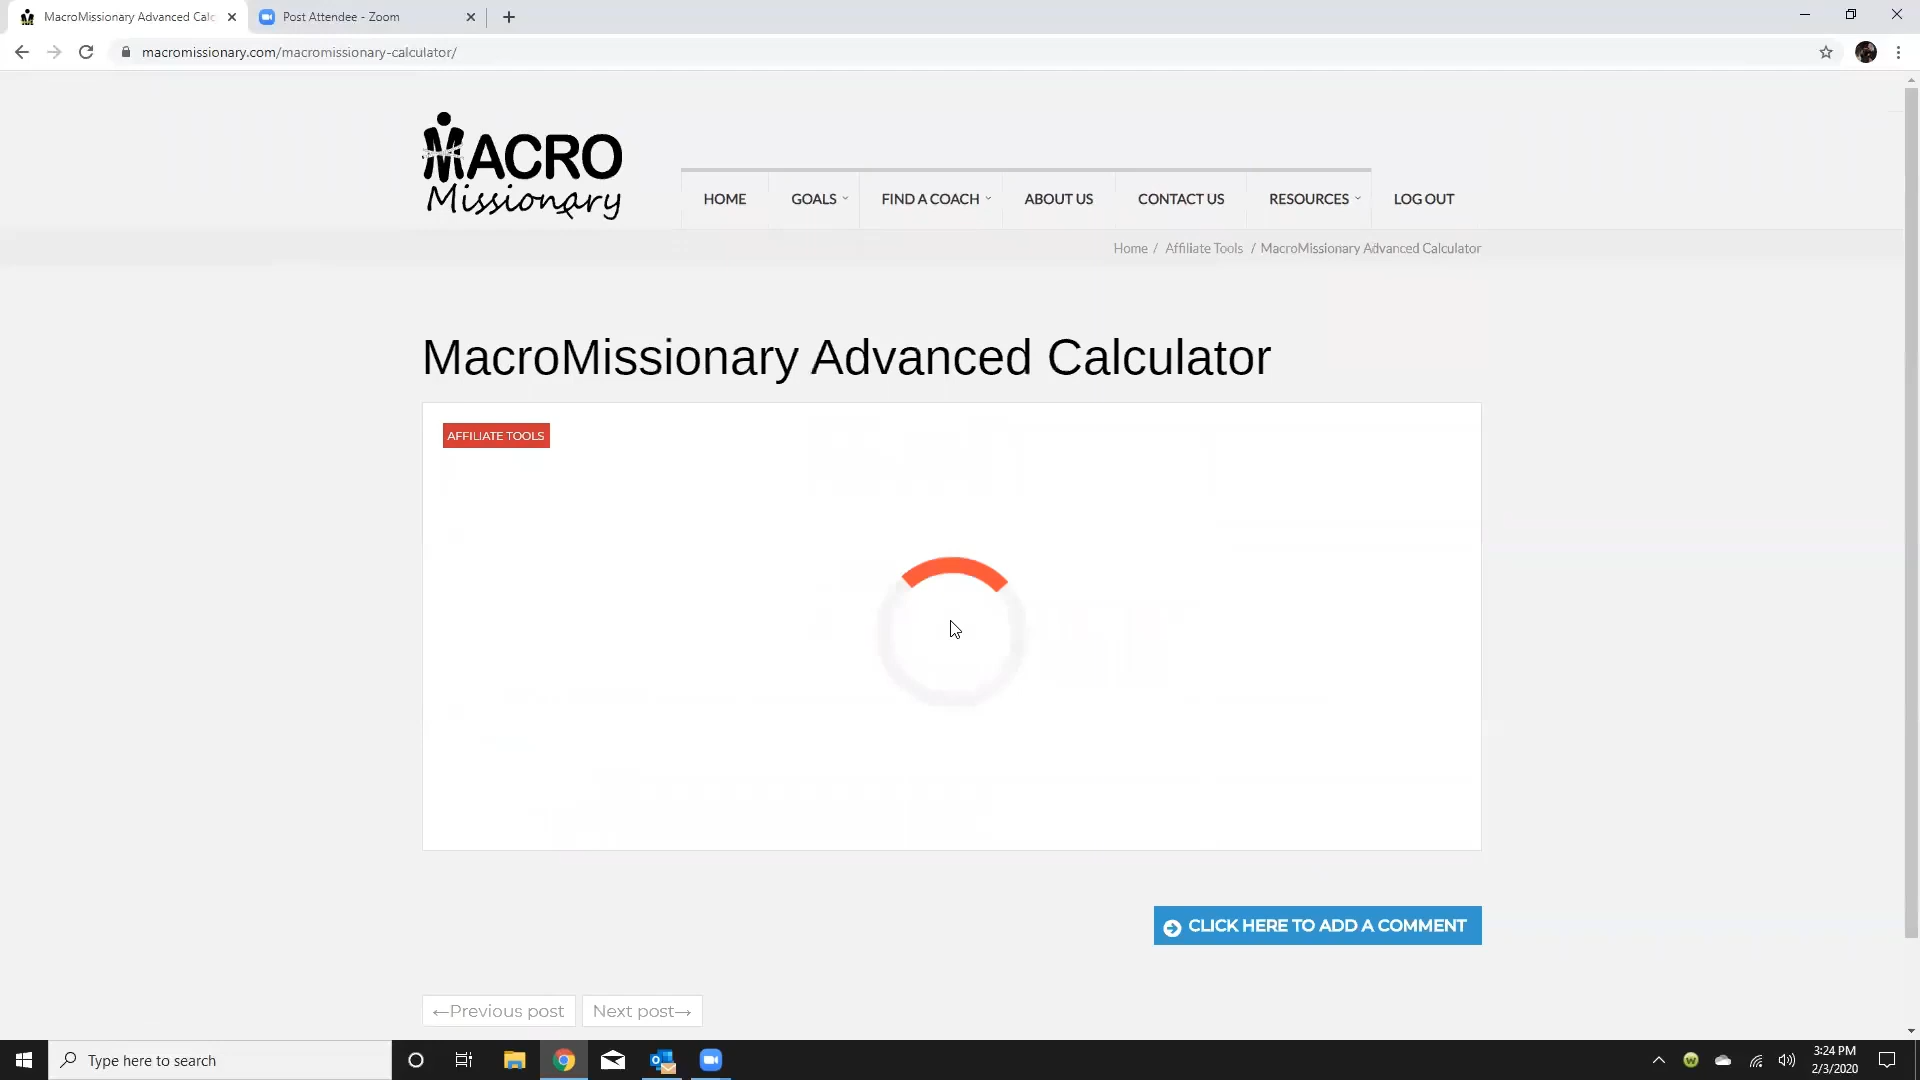 MacroMissionary Advanced Calc
Post Attendee - Zoom
macromissionary.com/macromissionary-calculator/
MACRO
Missionary
HOME
GOALS
FIND A COACH
ABOUT US
CONTACT US
RESOURCES
LOG OUT
Home / Affiliate Tools / MacroMissionary Advanced Calculator
MacroMissionary Advanced Calculator
AFFILIATE TOOLS
CLICK HERE TO ADD A COMMENT
←Previous post
Next post→
Type here to search
3:24 PM
2/3/2020